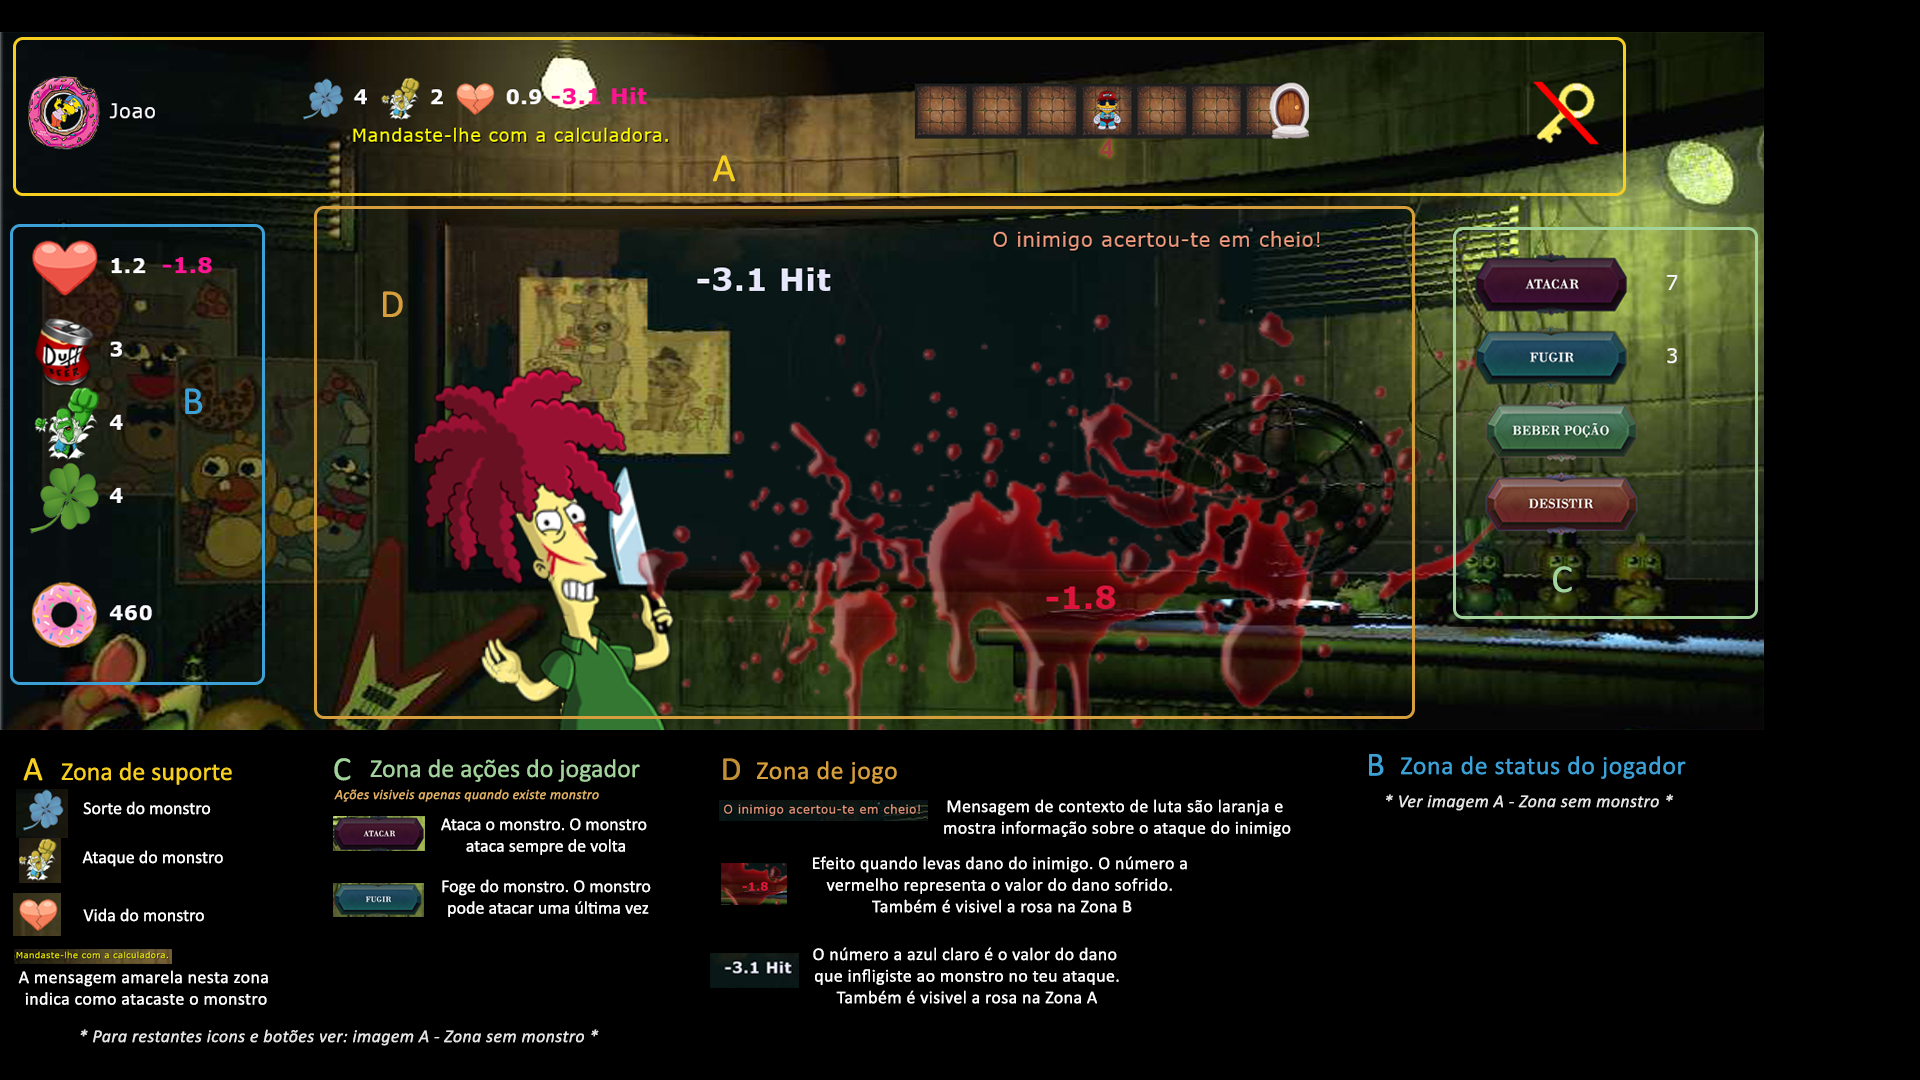 Joao
4 2 0.9 -3.1 Hit
Mandaste-lhe com a calculadora.
4
A
1.2 -1.8
3
4
4
460
B
O inimigo acertou-te em cheio!
-3.1 Hit
D
-1.8
ATACAR 7
FUGIR 3
BEBER POÇÃO
DESISTIR
C
Duff
BEER
A Zona de suporte
Sorte do monstro
Ataque do monstro
Vida do monstro
Mandaste-lhe com a calculadora.
A mensagem amarela nesta zona
indica como atacaste o monstro
* Para restantes icons e botões ver: imagem A - Zona sem monstro *
C Zona de ações do jogador
Ações visiveis apenas quando existe monstro
ATACAR
Ataca o monstro. O monstro
ataca sempre de volta
FUGIR
Foge do monstro. O monstro
pode atacar uma última vez
D Zona de jogo
O inimigo acertou-te em cheio!
Mensagem de contexto de luta são laranja e
mostra informação sobre o ataque do inimigo
-1.8
Efeito quando levas dano do inimigo. O número a
vermelho representa o valor do dano sofrido.
Também é visivel a rosa na Zona B
-3.1 Hit
O número a azul claro é o valor do dano
que infligiste ao monstro no teu ataque.
Também é visivel a rosa na Zona A
B Zona de status do jogador
* Ver imagem A - Zona sem monstro *